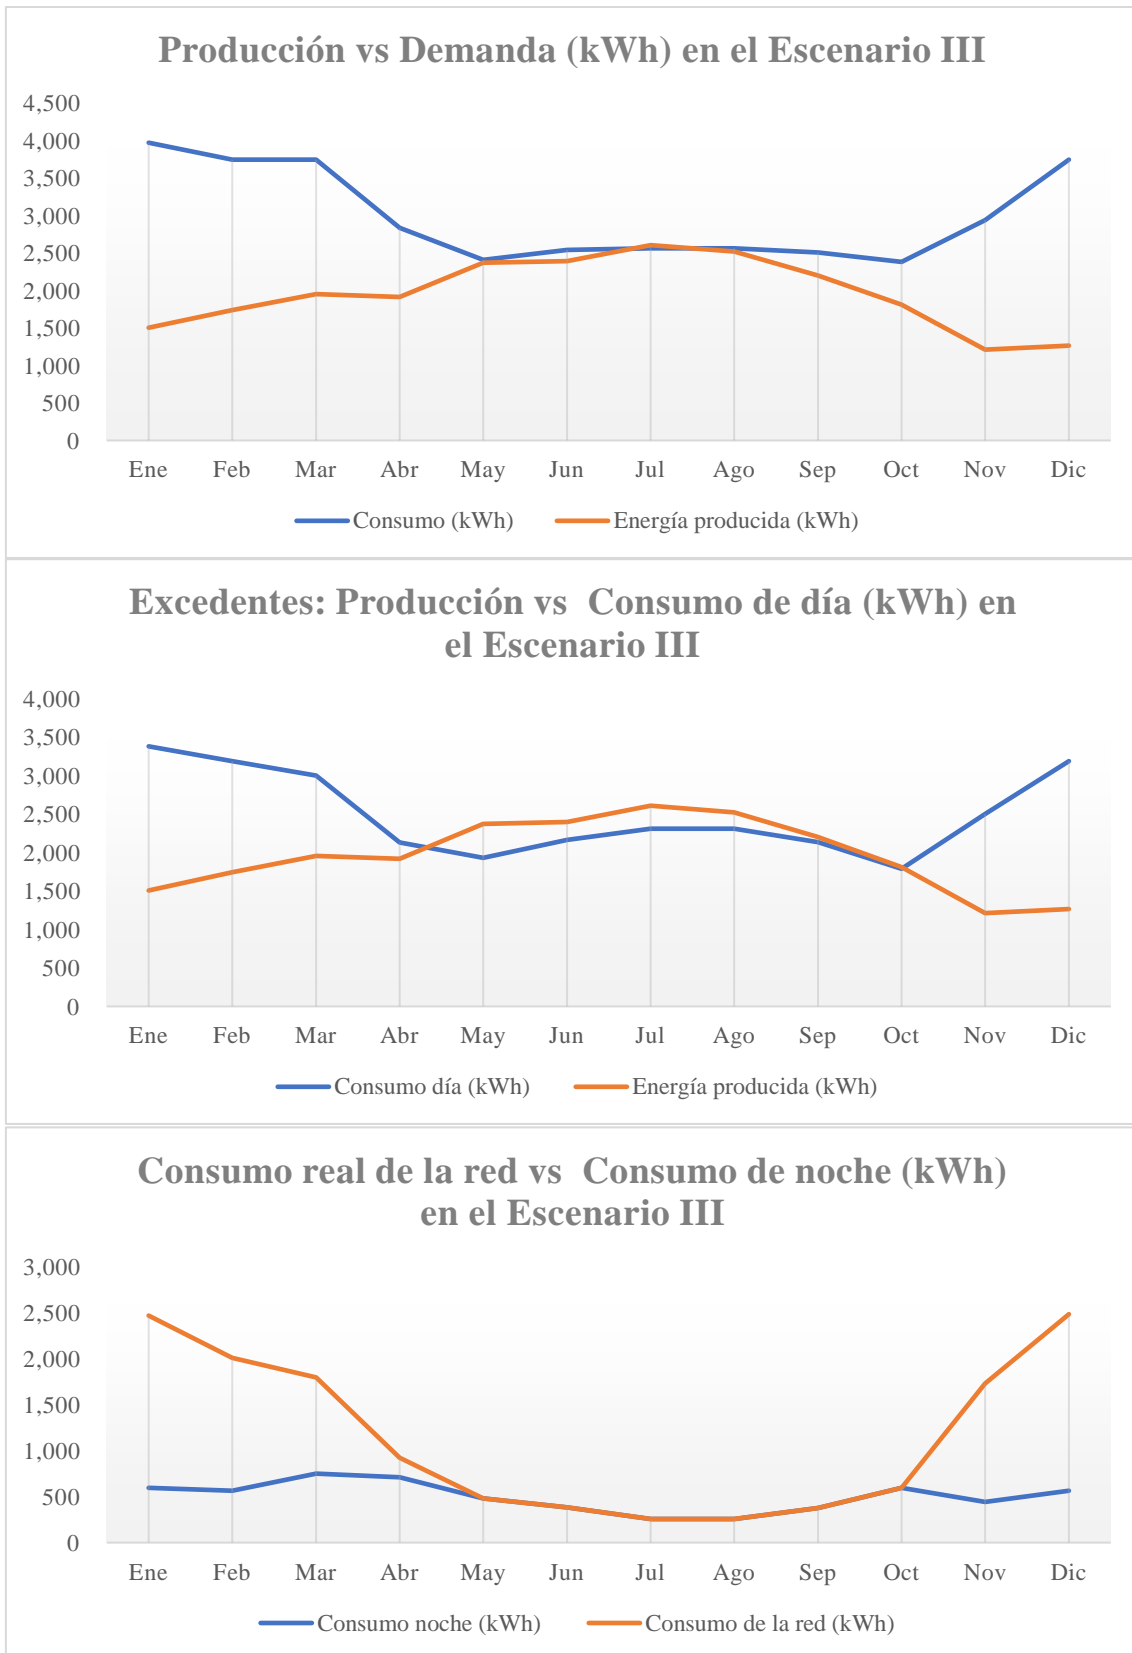 Producción vs Demanda (kWh) en el Escenario III
4,500
4,000
3,500
3,000
2,500
2,000
1,500
1,000
500
0
Ene Feb Mar Abr May Jun Jul Ago Sep Oct Nov Dic
Consumo (kWh) Energía producida (kWh)
Excedentes: Producción vs Consumo de día (kWh) en
el Escenario III
4,000
3,500
3,000
2,500
2,000
1,500
1,000
500
0
Ene Feb Mar Abr May Jun Jul Ago Sep Oct Nov Dic
Consumo día (kWh) Energía producida (kWh)
Consumo real de la red vs Consumo de noche (kWh)
en el Escenario III
3,000
2,500
2,000
1,500
1,000
500
0
Ene Feb Mar Abr May Jun Jul Ago Sep Oct Nov Dic
Consumo noche (kWh) Consumo de la red (kWh)